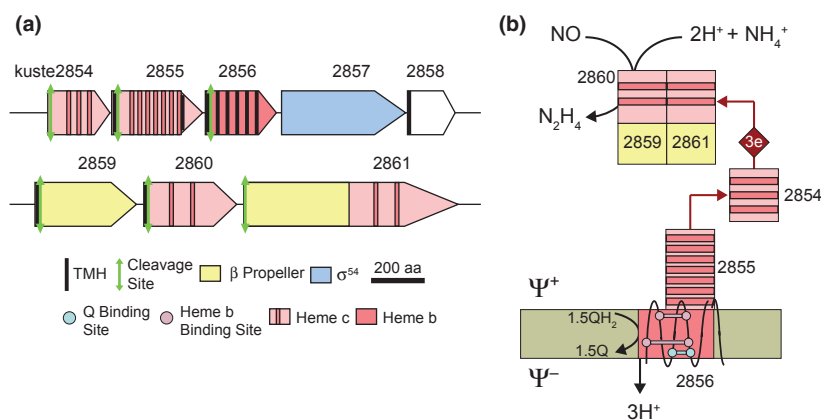 (a)
kuste2854 2855 2856 2857 2858
2859 2860 2861
TMH
Cleavage Site
β Propeller
σ⁵⁴
200 aa
Q Binding Site
Heme b Binding Site
Heme c
Heme b
(b)
NO 2H⁺ + NH₄⁺
2860
N₂H₄
2859 2861
3e
2854
2855
Ψ⁺
1.5QH₂
1.5Q
Ψ⁻
2856
3H⁺